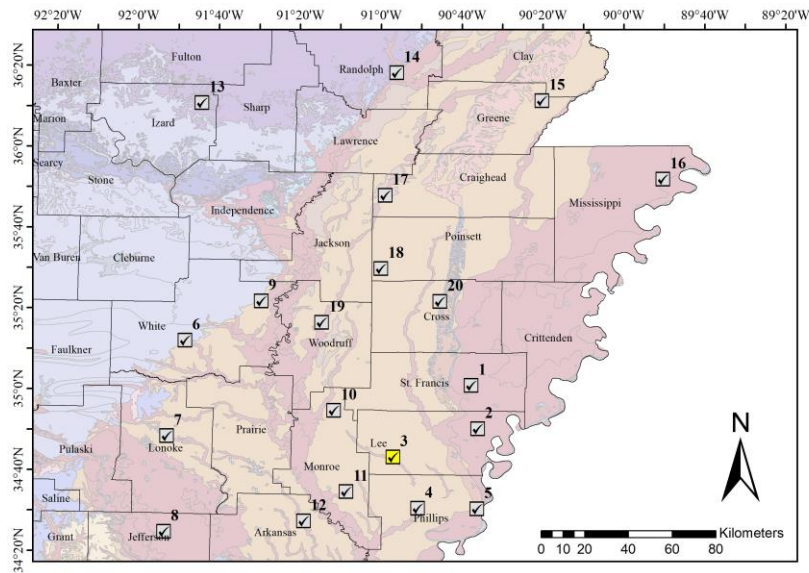 92°20'W 92°0'W 91°40'W 91°20'W 91°0'W 90°40'W 90°20'W 90°0'W 89°40'W 89°20'W
36°20'N
36°0'N
35°40'N
35°20'N
35°0'N
34°40'N
34°20'N
Fulton
Randolph
14
Clay
Baxter
13
15
Sharp
Izard
Greene
Marion
Lawrence
Searcy
Stone
17
Craighead
16
Mississippi
Independence
Jackson
Poinsett
Van Buren
Cleburne
18
9
20
19
Cross
White
6
Woodruff
Crittenden
Faulkner
1
St. Francis
10
2
7
Prairie
Lee
3
Lonoke
Pulaski
Monroe
11
Saline
4
5
12
8
Phillips
Grant
Jefferson
Arkansas
N
Kilometers
0 10 20 40 60 80